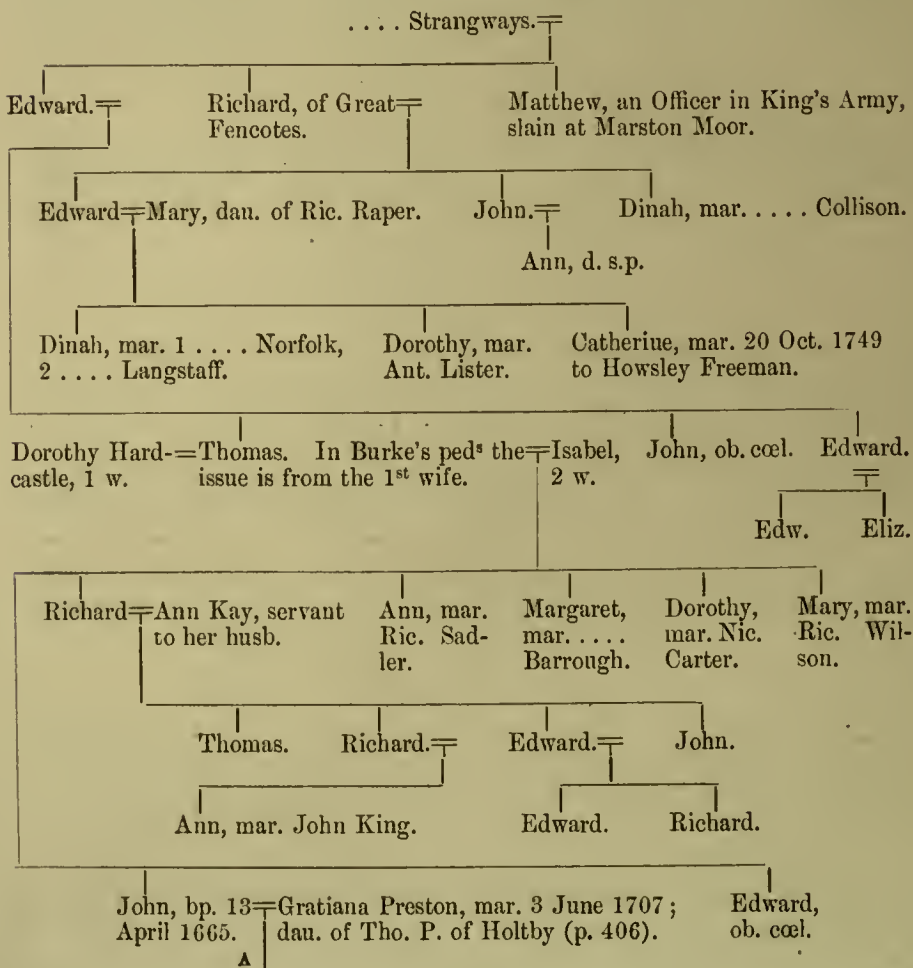 .... Strangways.
Edward. Richard, of Great Matthew, an Officer in King's Army,
Fencotes. slain at Marston Moor.
Edward=Mary, dau. of Ric. Raper. John. Dinah, mar. .... Collison.
Ann, d. s.p.
Dinah, mar. 1 .... Norfolk, Dorothy, mar. Catherine, mar. 20 Oct. 1749
2 .... Langstaff. Ant. Lister. to Howsley Freeman.
Dorothy Hard-=Thomas. In Burke's pedˢ the=Isabel, John, ob. cœl. Edward.
castle, 1 w. issue is from the 1ˢᵗ wife. 2 w.
Edw. Eliz.
Richard=Ann Kay, servant Ann, mar. Margaret, Dorothy, Mary, mar.
to her husb. Ric. Sad- mar. .... mar. Nic. Ric. Wil-
ler. Barrough. Carter. son.
Thomas. Richard. Edward. John.
Ann, mar. John King. Edward. Richard.
John, bp. 13=Gratiana Preston, mar. 3 June 1707; Edward,
April 1665. dau. of Tho. P. of Holtby (p. 406). ob. cœl.
A